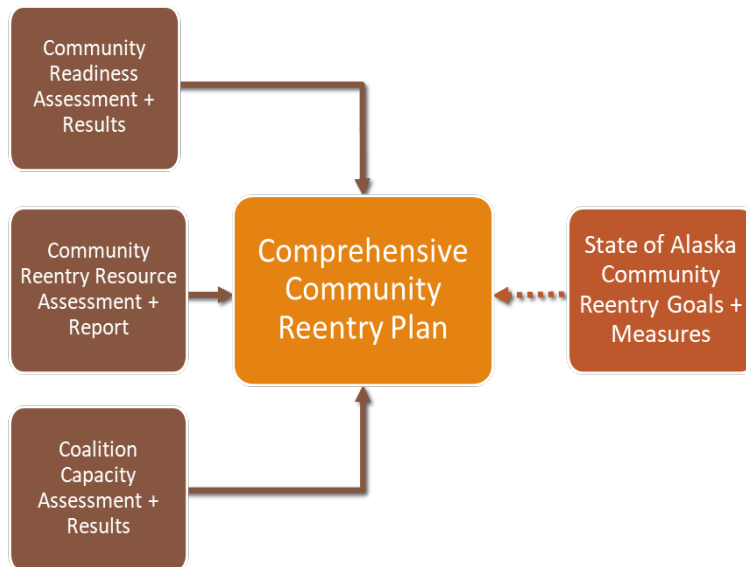 Community
Readiness
Assessment +
Results
Community
Reentry Resource
Assessment +
Report
Coalition
Capacity
Assessment +
Results
Comprehensive
Community
Reentry Plan
State of Alaska
Community
Reentry Goals +
Measures